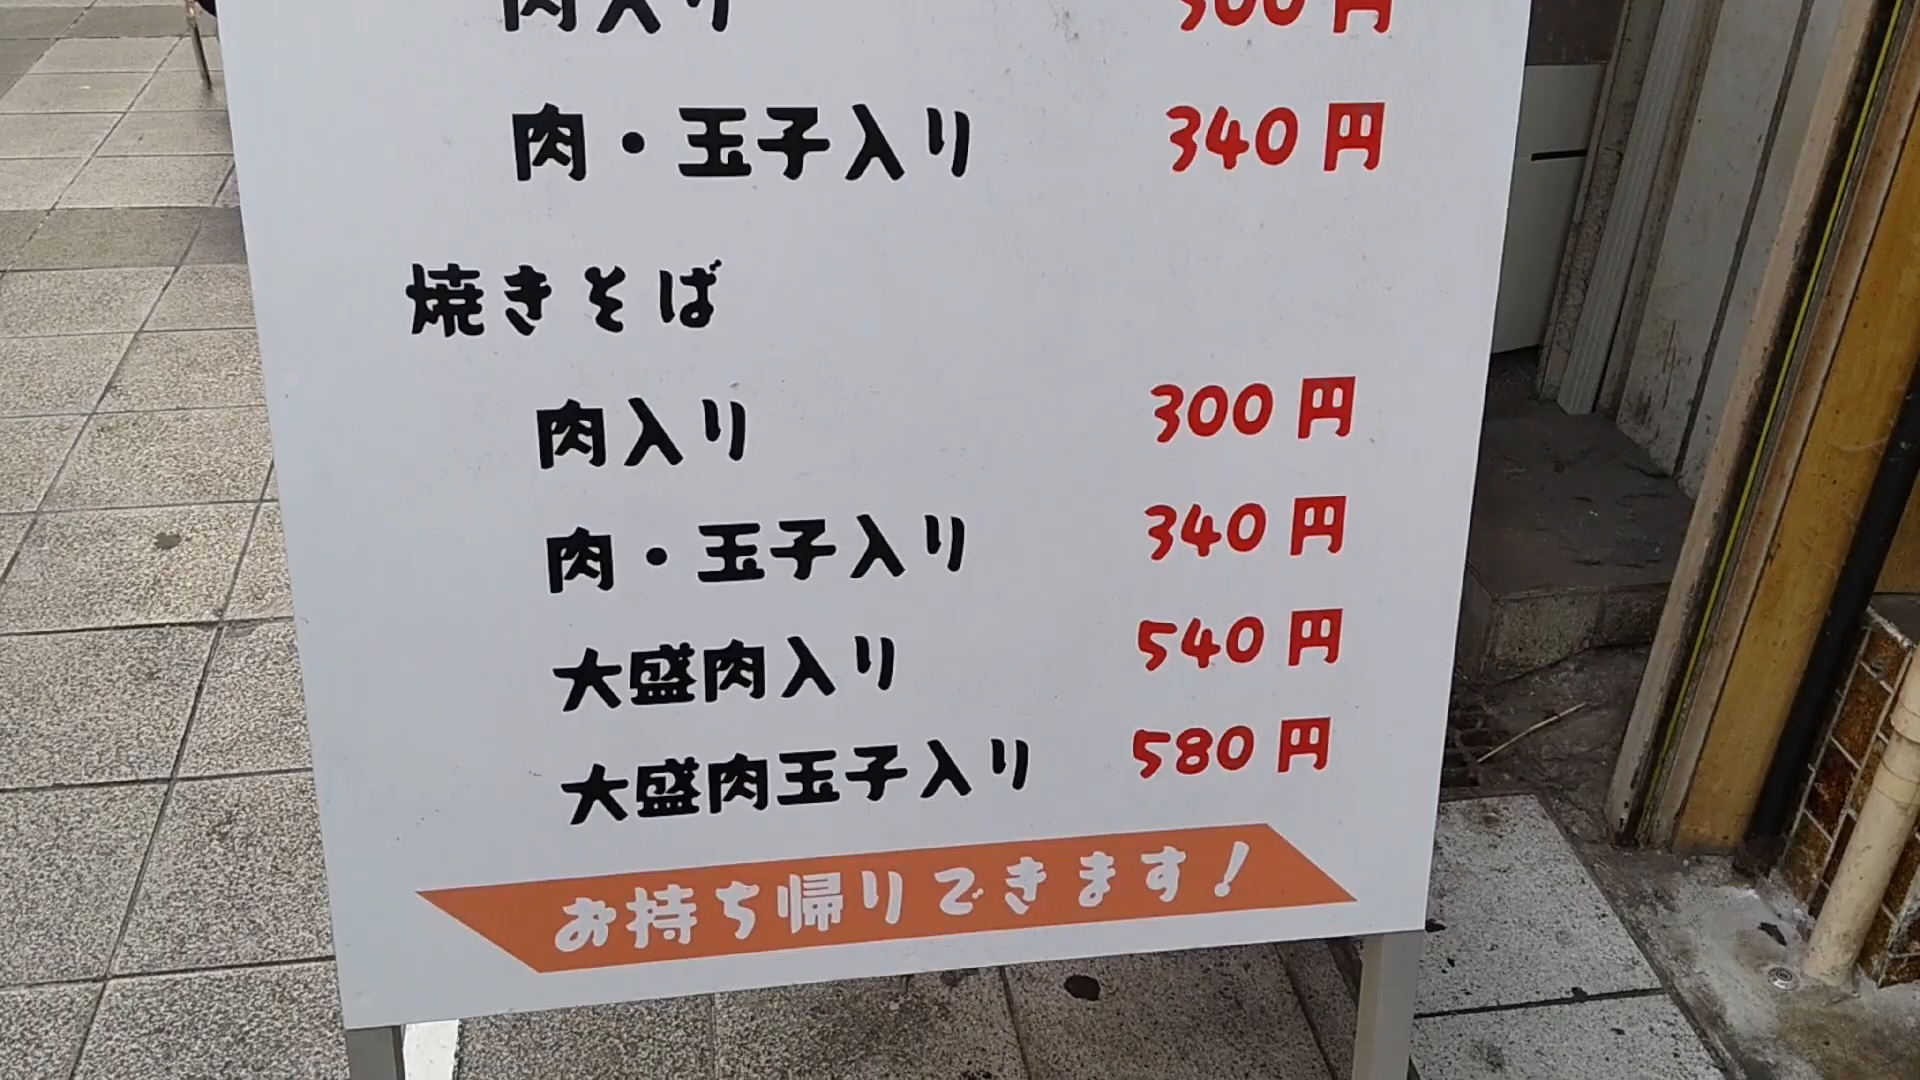 肉入り 300円
肉・玉子入り 340円
焼きそば
肉入り 300円
肉・玉子入り 340円
大盛肉入り 540円
大盛肉玉子入り 580円
お持ち帰りできます!